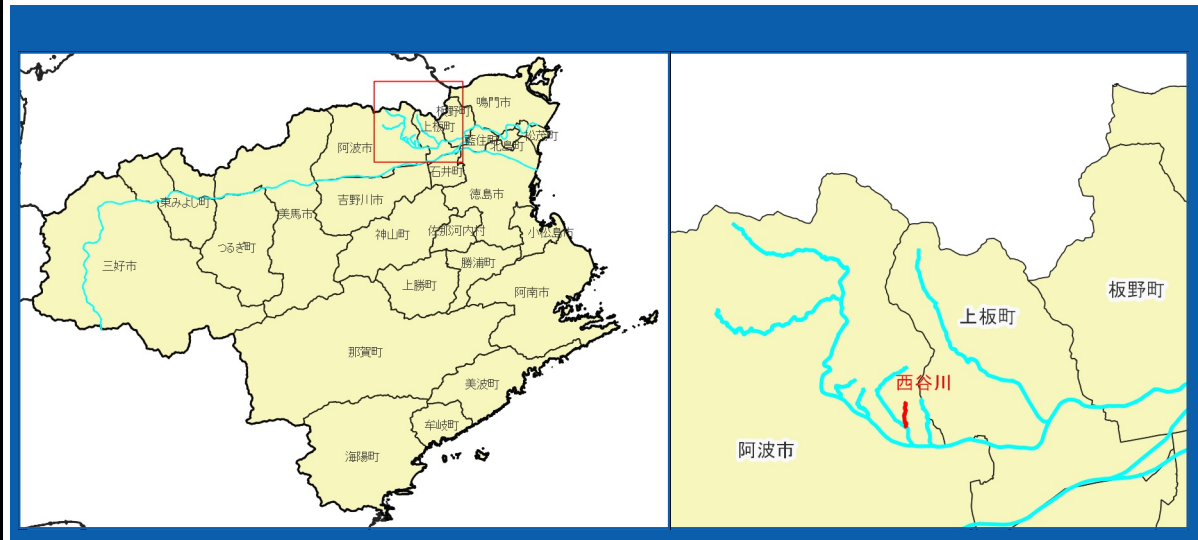 鳴門市
板野町
上板町
松茂町
藍住町
北島町
阿波市
石井町
徳島市
東みよし町
美馬市
吉野川市
神山町
佐那河内村
小松島市
つるぎ町
三好市
勝浦町
上勝町
阿南市
那賀町
美波町
牟岐町
海陽町
板野町
上板町
西谷川
阿波市